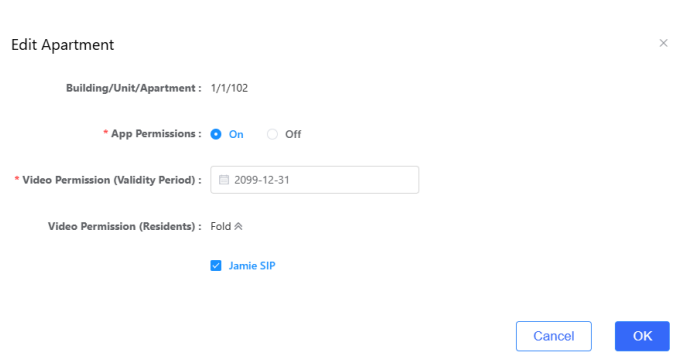 Edit Apartment
Building/Unit/Apartment : 1/1/102
* App Permissions : On Off
* Video Permission (Validity Period) : 2099-12-31
Video Permission (Residents) : Fold
Jamie SIP
Cancel OK